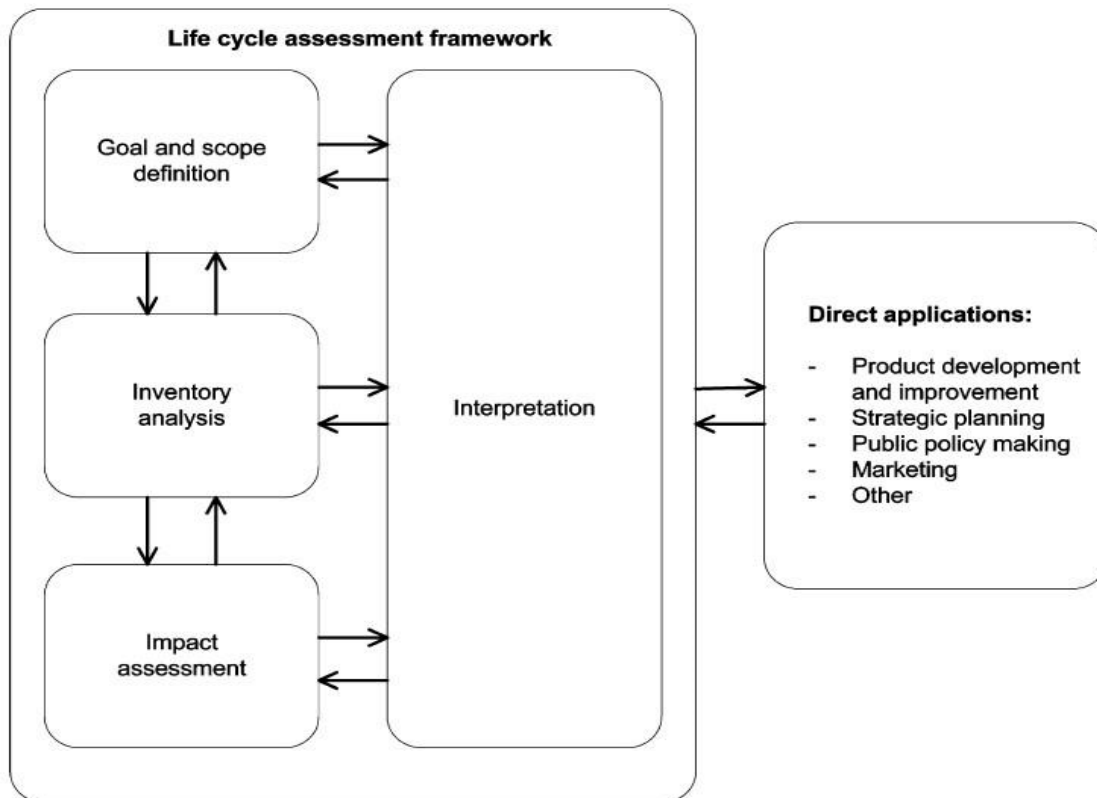 Life cycle assessment framework
Goal and scope
definition
Inventory
analysis
Impact
assessment
Interpretation
Direct applications:
- Product development
and improvement
- Strategic planning
- Public policy making
- Marketing
- Other